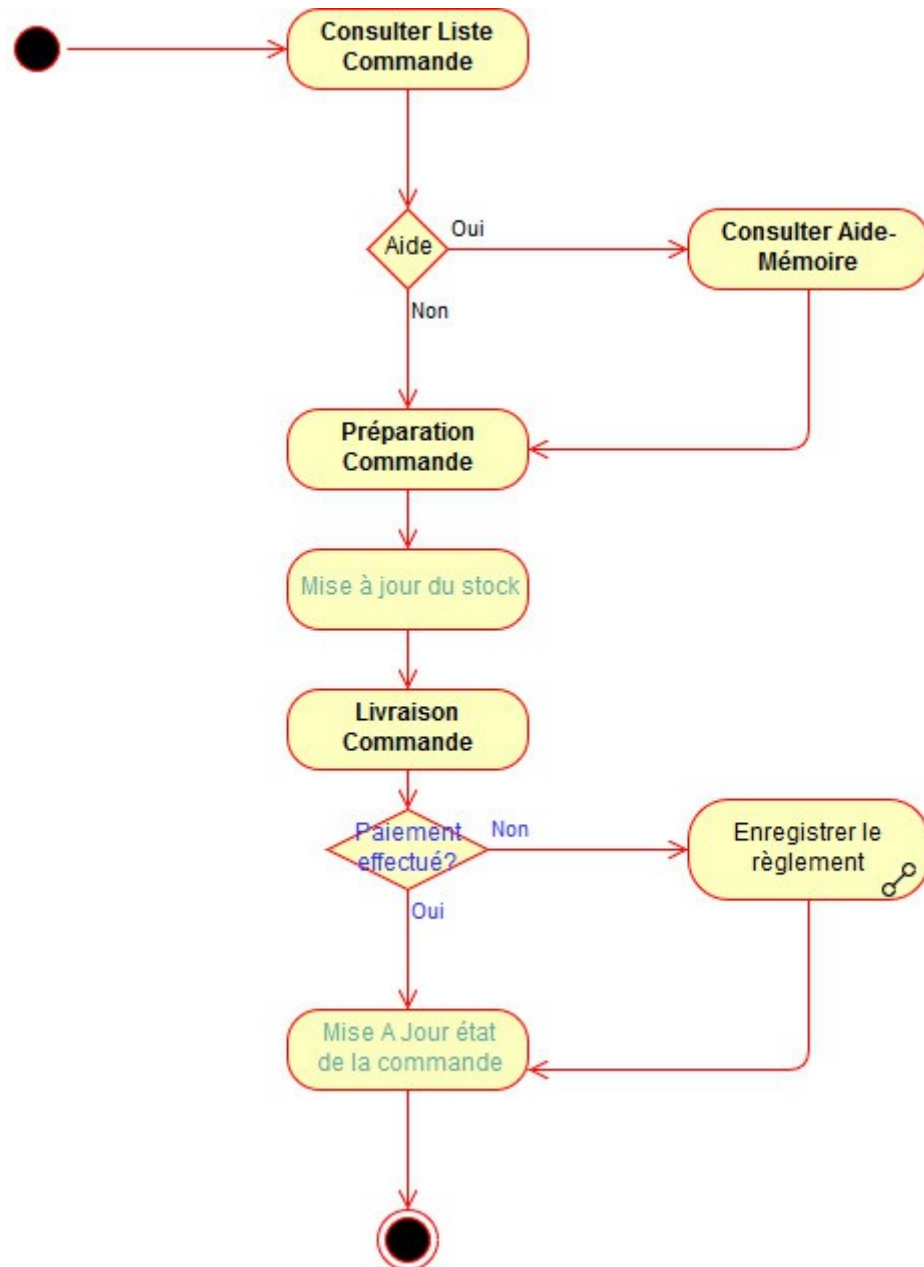 Consulter Liste
Commande
Aide
Oui
Consulter Aide-
Mémoire
Non
Préparation
Commande
Mise à jour du stock
Livraison
Commande
Paiement
effectué?
Non
Enregistrer le
règlement
Oui
Mise A Jour état
de la commande